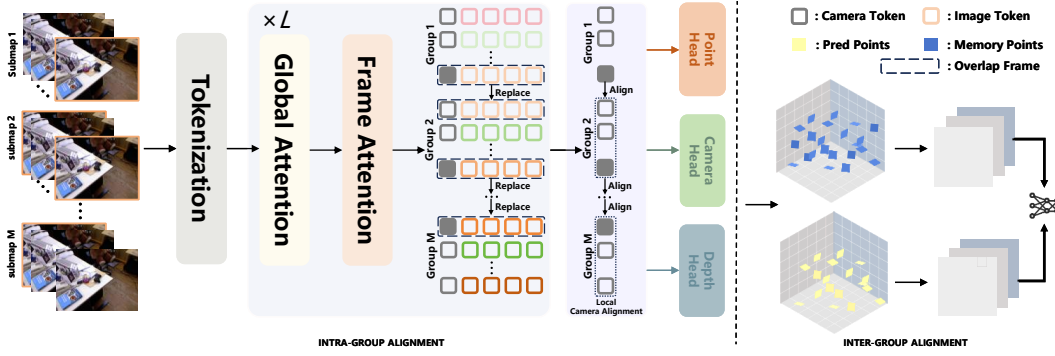 Submap 1
submap 2
submap M
Tokenization
×L
Global Attention
Frame Attention
Group 1
Replace
Group 2
Replace
Replace
Group M
Group 1
Align
Group 2
Align
Align
Group M
Local
Camera Alignment
Point
Head
Camera
Head
Depth
Head
INTRA-GROUP ALIGNMENT
: Camera Token
: Image Token
: Pred Points
: Memory Points
: Overlap Frame
INTER-GROUP ALIGNMENT